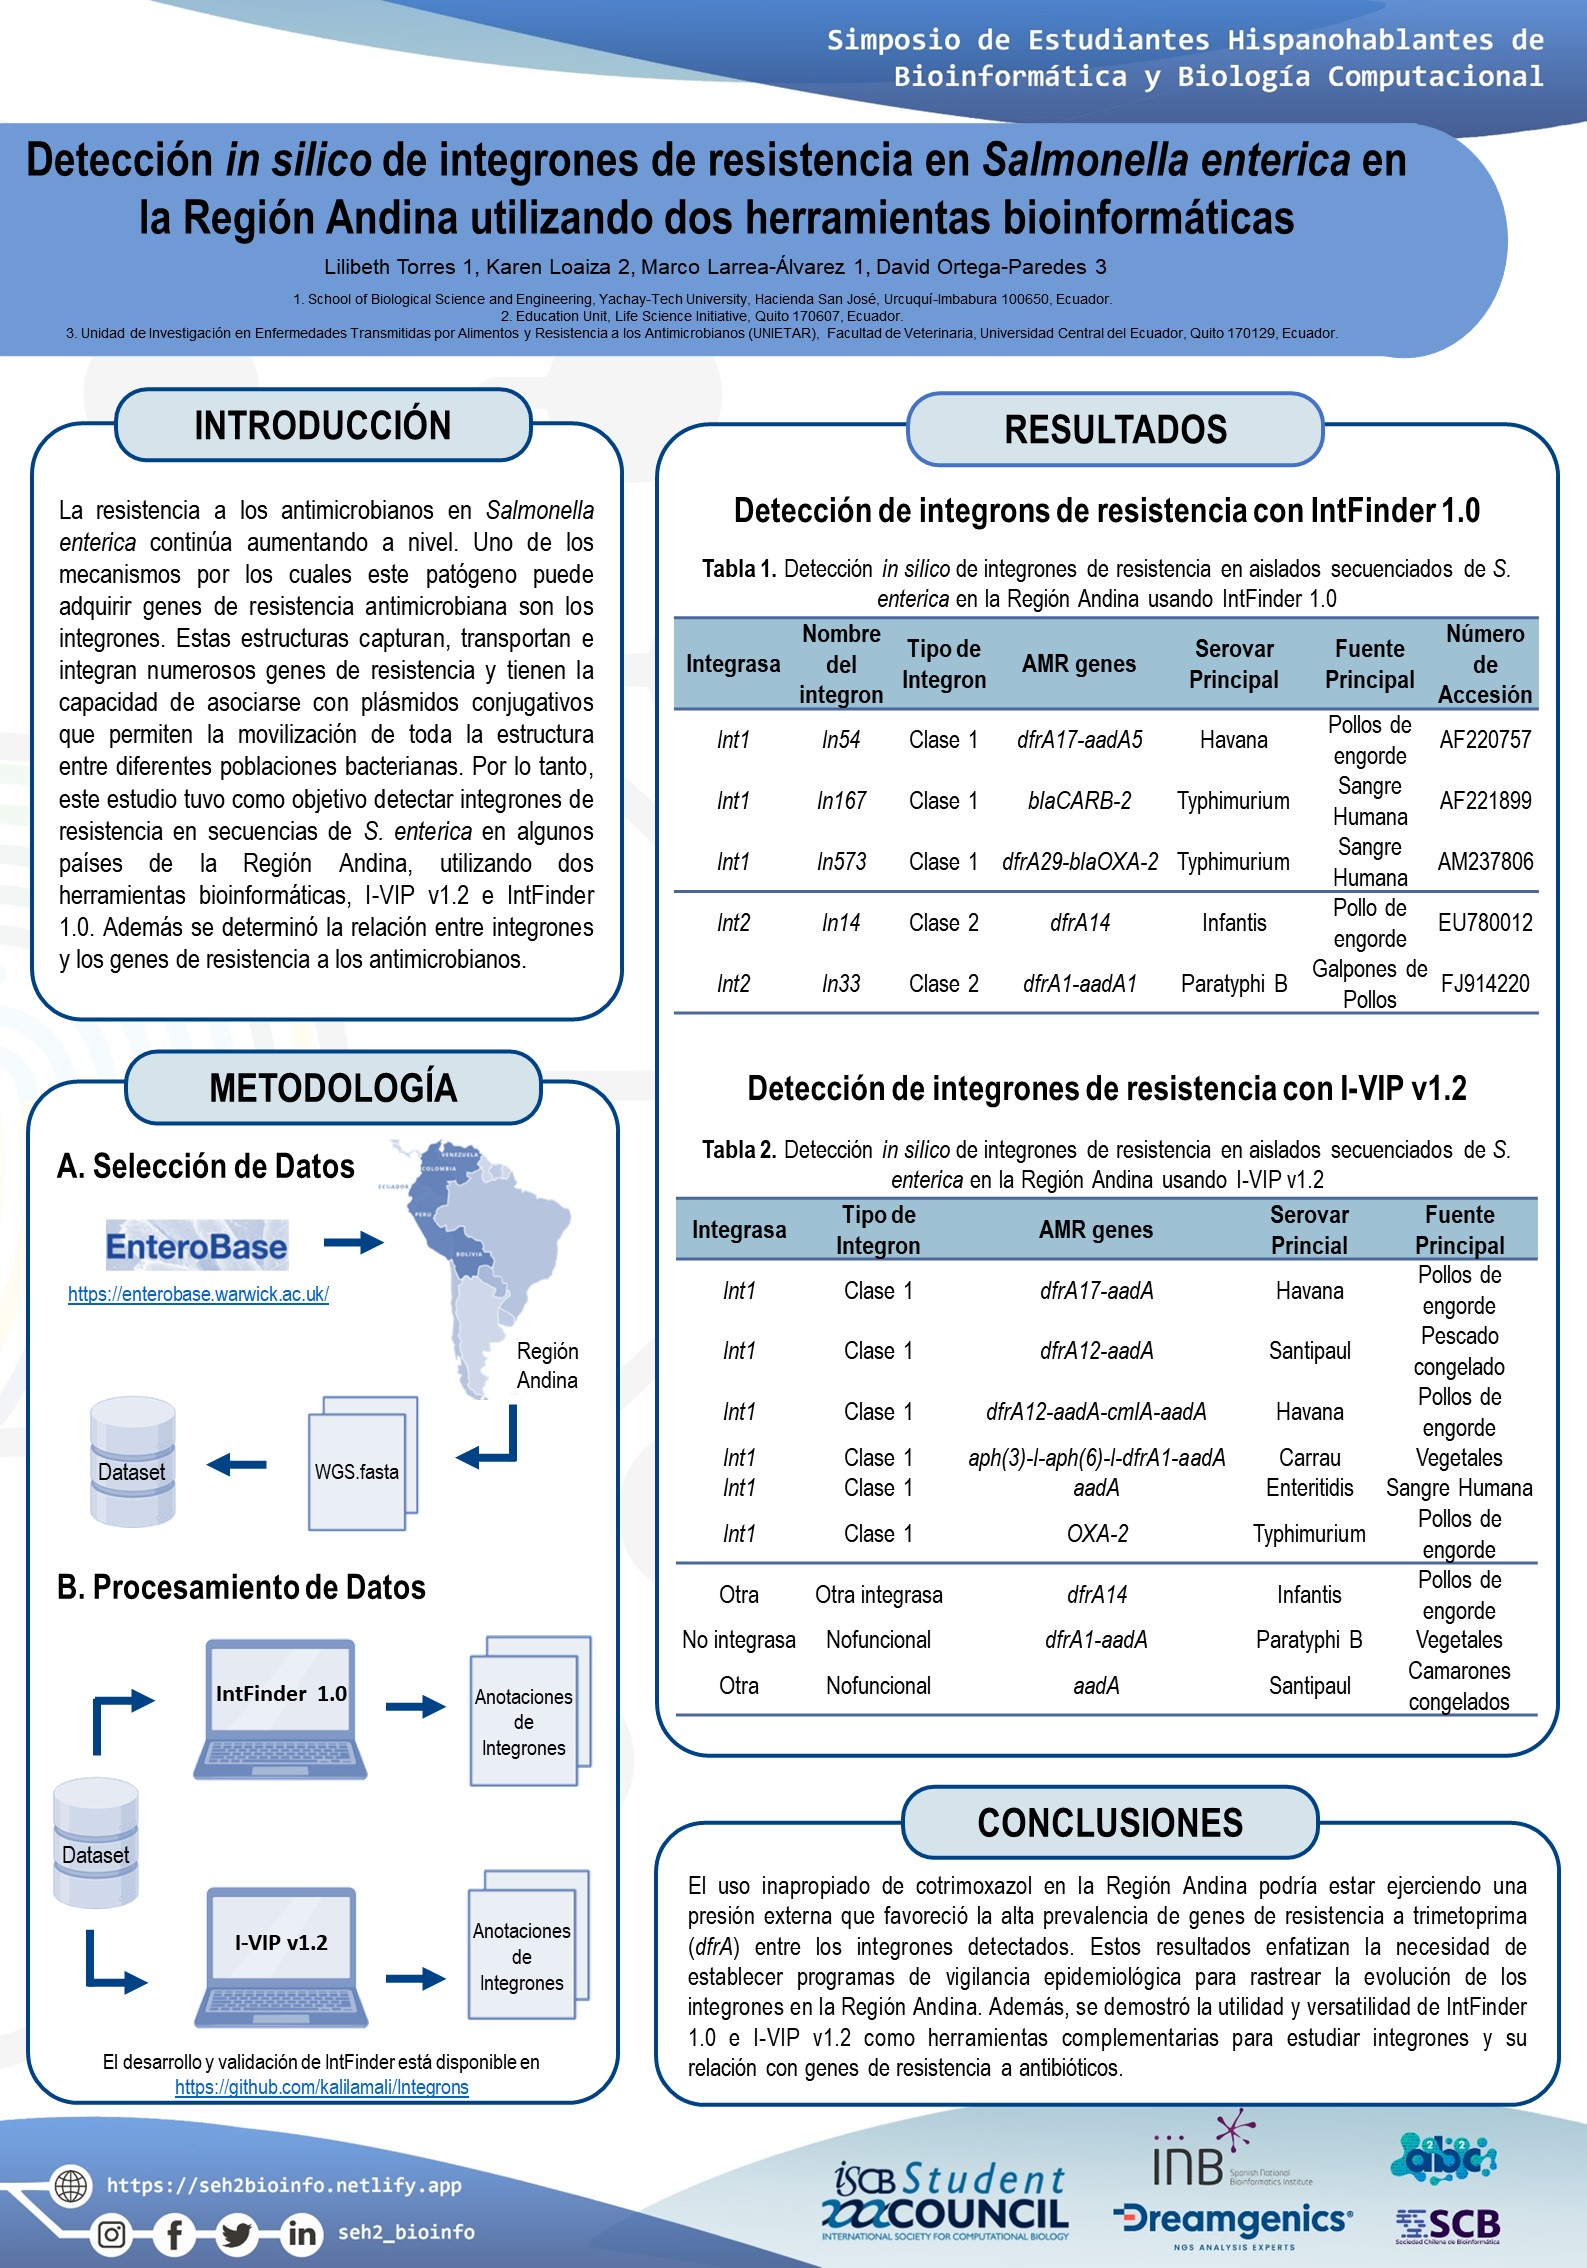 Simposio de Estudiantes Hispanohablantes de
Bioinformática y Biología Computacional
Detección in silico de integrones de resistencia en Salmonella enterica en
la Región Andina utilizando dos herramientas bioinformáticas
Lilibeth Torres 1, Karen Loaiza 2, Marco Larrea-Álvarez 1, David Ortega-Paredes 3
1. School of Biological Science and Engineering, Yachay-Tech University, Hacienda San José, Urcuquí-Imbabura 100650, Ecuador.
2. Education Unit, Life Science Initiative, Quito 170607, Ecuador.
3. Unidad de Investigación en Enfermedades Transmitidas por Alimentos y Resistencia a los Antimicrobianos (UNIETAR), Facultad de Veterinaria, Universidad Central del Ecuador, Quito 170129, Ecuador.
INTRODUCCIÓN
La resistencia a los antimicrobianos en Salmonella
enterica continúa aumentando a nivel. Uno de los
mecanismos por los cuales este patógeno puede
adquirir genes de resistencia antimicrobiana son los
integrones. Estas estructuras capturan, transportan e
integran numerosos genes de resistencia y tienen la
capacidad de asociarse con plásmidos conjugativos
que permiten la movilización de toda la estructura
entre diferentes poblaciones bacterianas. Por lo tanto,
este estudio tuvo como objetivo detectar integrones de
resistencia en secuencias de S. enterica en algunos
países de la Región Andina, utilizando dos
herramientas bioinformáticas, I-VIP v1.2 e IntFinder
1.0. Además se determinó la relación entre integrones
y los genes de resistencia a los antimicrobianos.
METODOLOGÍA
A. Selección de Datos
VENEZUELA
COLOMBIA
ECUADOR
PERU
BOLIVIA
EnteroBase
https://enterobase.warwick.ac.uk/
Región
Andina
Dataset
WGS.fasta
B. Procesamiento de Datos
IntFinder 1.0
Anotaciones
de
Integrones
Dataset
I-VIP v1.2
Anotaciones
de
Integrones
El desarrollo y validación de IntFinder está disponible en
https://github.com/kalilamali/Integrons
RESULTADOS
Detección de integrons de resistencia con IntFinder 1.0
Tabla 1. Detección in silico de integrones de resistencia en aislados secuenciados de S.
enterica en la Región Andina usando IntFinder 1.0
Integrasa Nombre del integron Tipo de Integron AMR genes Serovar Principal Fuente Principal Número de Accesión
Int1 In54 Clase 1 dfrA17-aadA5 Havana Pollos de engorde AF220757
Int1 In167 Clase 1 blaCARB-2 Typhimurium Sangre Humana AF221899
Int1 In573 Clase 1 dfrA29-blaOXA-2 Typhimurium Sangre Humana AM237806
Int2 In14 Clase 2 dfrA14 Infantis Pollo de engorde EU780012
Int2 In33 Clase 2 dfrA1-aadA1 Paratyphi B Galpones de Pollos FJ914220
Detección de integrones de resistencia con I-VIP v1.2
Tabla 2. Detección in silico de integrones de resistencia en aislados secuenciados de S.
enterica en la Región Andina usando I-VIP v1.2
Integrasa Tipo de Integron AMR genes Serovar Princial Fuente Principal
Int1 Clase 1 dfrA17-aadA Havana Pollos de engorde
Int1 Clase 1 dfrA12-aadA Santipaul Pescado congelado
Int1 Clase 1 dfrA12-aadA-cmlA-aadA Havana Pollos de engorde
Int1 Clase 1 aph(3)-I-aph(6)-I-dfrA1-aadA Carrau Vegetales
Int1 Clase 1 aadA Enteritidis Sangre Humana
Int1 Clase 1 OXA-2 Typhimurium Pollos de engorde
Otra Otra integrasa dfrA14 Infantis Pollos de engorde
No integrasa Nofuncional dfrA1-aadA Paratyphi B Vegetales
Otra Nofuncional aadA Santipaul Camarones congelados
CONCLUSIONES
El uso inapropiado de cotrimoxazol en la Región Andina podría estar ejerciendo una
presión externa que favoreció la alta prevalencia de genes de resistencia a trimetoprima
(dfrA) entre los integrones detectados. Estos resultados enfatizan la necesidad de
establecer programas de vigilancia epidemiológica para rastrear la evolución de los
integrones en la Región Andina. Además, se demostró la utilidad y versatilidad de IntFinder
1.0 e I-VIP v1.2 como herramientas complementarias para estudiar integrones y su
relación con genes de resistencia a antibióticos.
https://seh2bioinfo.netlify.app
seh2_bioinfo
iSCB Student
COUNCIL
INTERNATIONAL SOCIETY FOR COMPUTATIONAL BIOLOGY
iNB
Spanish National
Bioinformatics Institute
Dreamgenics
NGS ANALYSIS EXPERTS
abc
2 2
SCB
Sociedad Chilena de Bioinformática